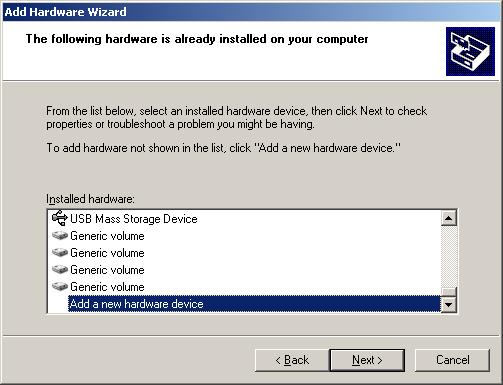 Add Hardware Wizard
The following hardware is already installed on your computer
From the list below, select an installed hardware device, then click Next to check
properties or troubleshoot a problem you might be having.
To add hardware not shown in the list, click "Add a new hardware device."
Installed hardware:
USB Mass Storage Device
Generic volume
Generic volume
Generic volume
Generic volume
Add a new hardware device
< Back
Next >
Cancel